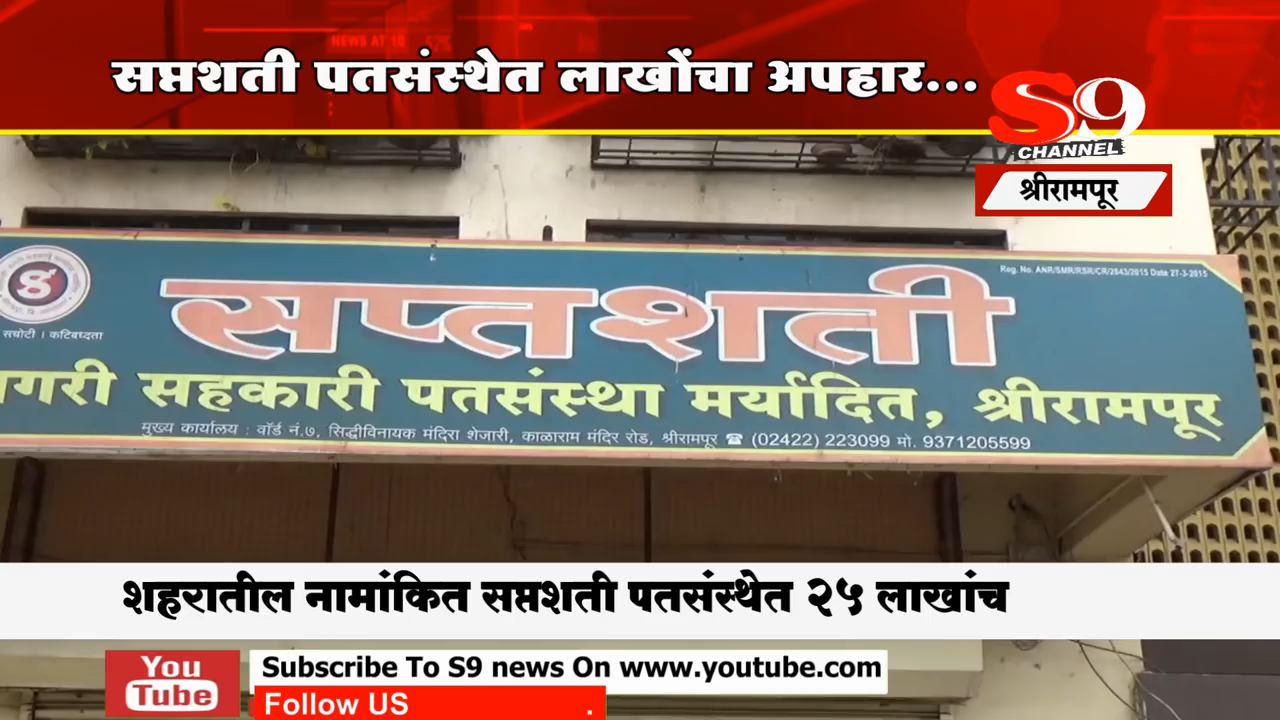 सप्तशती पतसंस्थेत लाखोंचा अपहार...
S9
CHANNEL
श्रीरामपूर
Reg. No. ANR/SMR/RSR/CR/2643/2015 Date 27-3-2015
सप्तशती
सचोटी । कटिबध्दता
गरी सहकारी पतसंस्था मर्यादित, श्रीरामपूर
मुख्य कार्यालय : वॉर्ड नं.७, सिद्धीविनायक मंदिरा शेजारी, काळाराम मंदिर रोड, श्रीरामपूर ☎ (02422) 223099 मो. 9371205599
शहरातील नामांकित सप्तशती पतसंस्थेत २५ लाखांच
You
Tube
Subscribe To S9 news On www.youtube.com
Follow US .